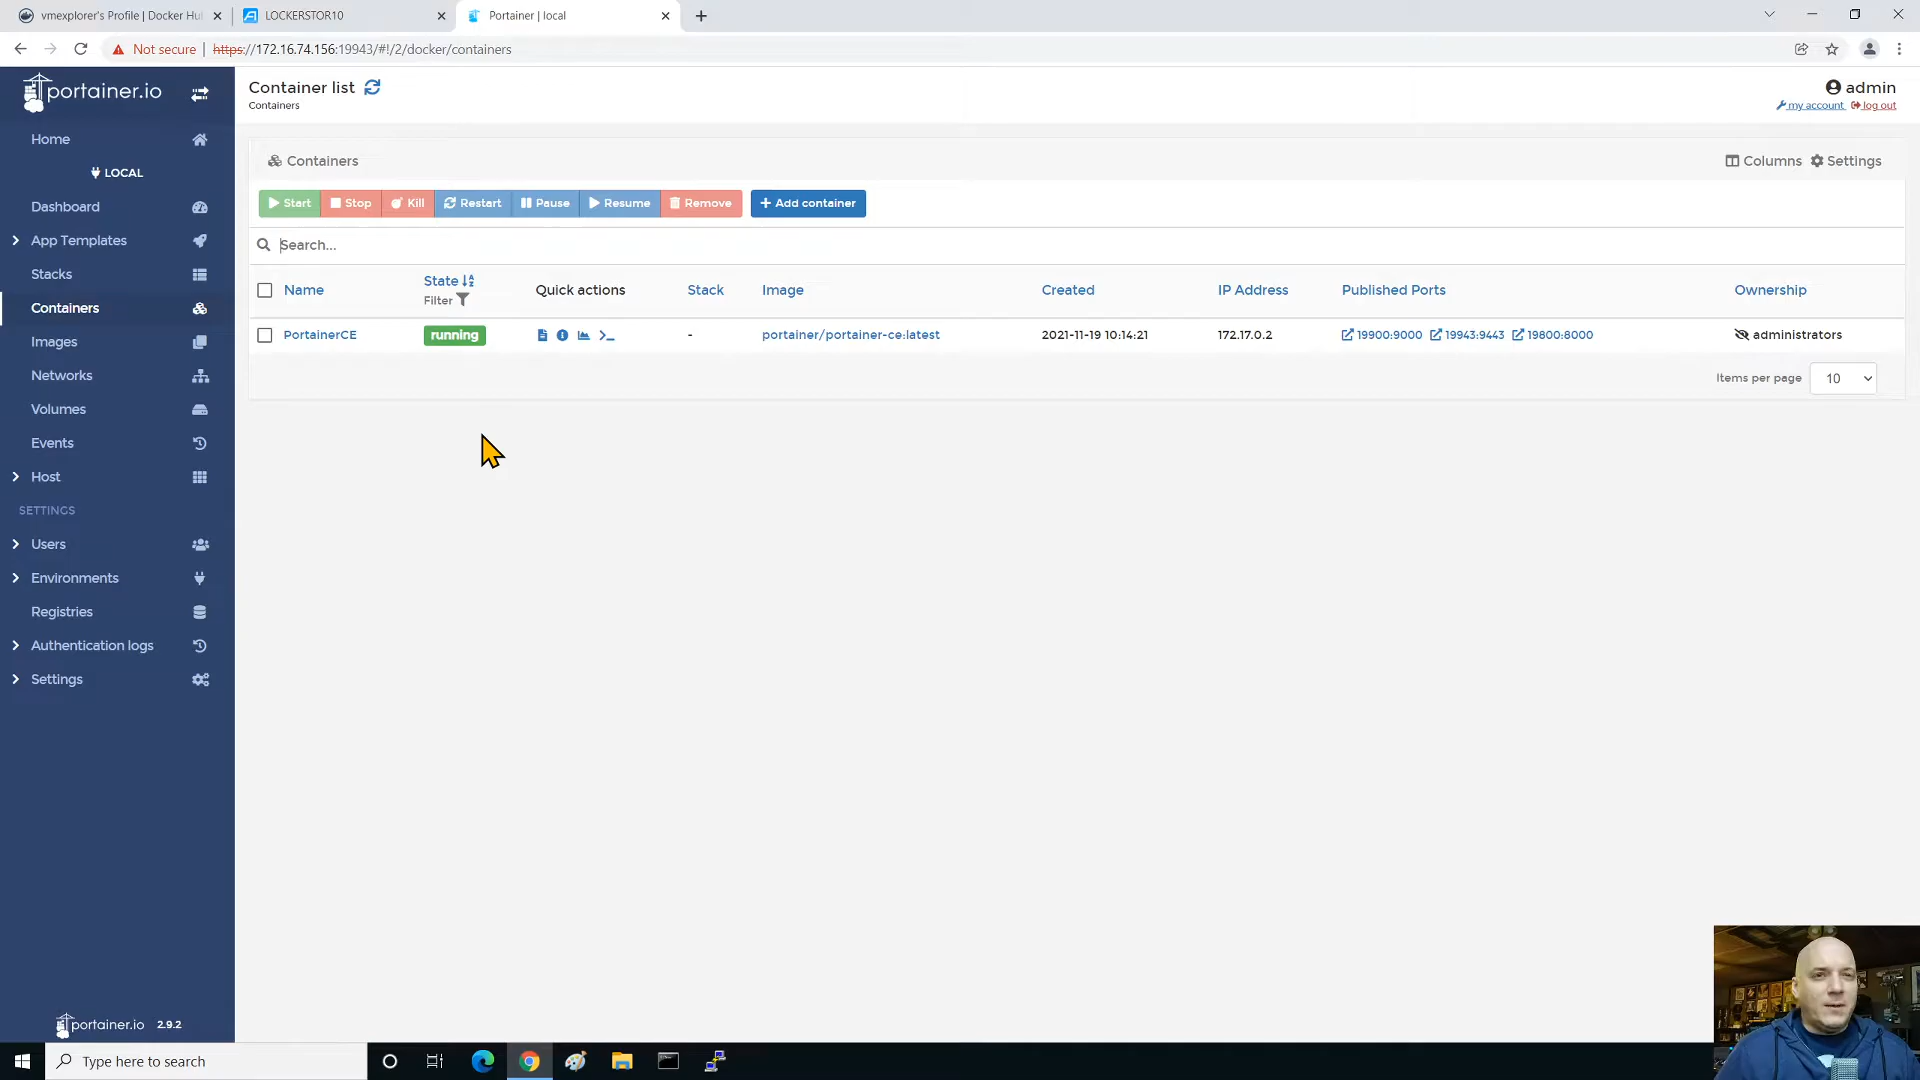 vmexplorer's Profile | Docker Hu
LOCKERSTOR10
Portainer | local
Not secure
https://172.16.74.156:19943/#!/2/docker/containers
portainer.io
Home
LOCAL
Dashboard
App Templates
Stacks
Containers
Images
Networks
Volumes
Events
Host
SETTINGS
Users
Environments
Registries
Authentication logs
Settings
portainer.io 2.9.2
Container list
Containers
admin
my account log out
Containers
Columns Settings
Start Stop Kill Restart Pause Resume Remove Add container
Search...
Name State Filter Quick actions Stack Image Created IP Address Published Ports Ownership
PortainerCE running - portainer/portainer-ce:latest 2021-11-19 10:14:21 172.17.0.2 19900:9000 19943:9443 19800:8000 administrators
Items per page 10
Type here to search